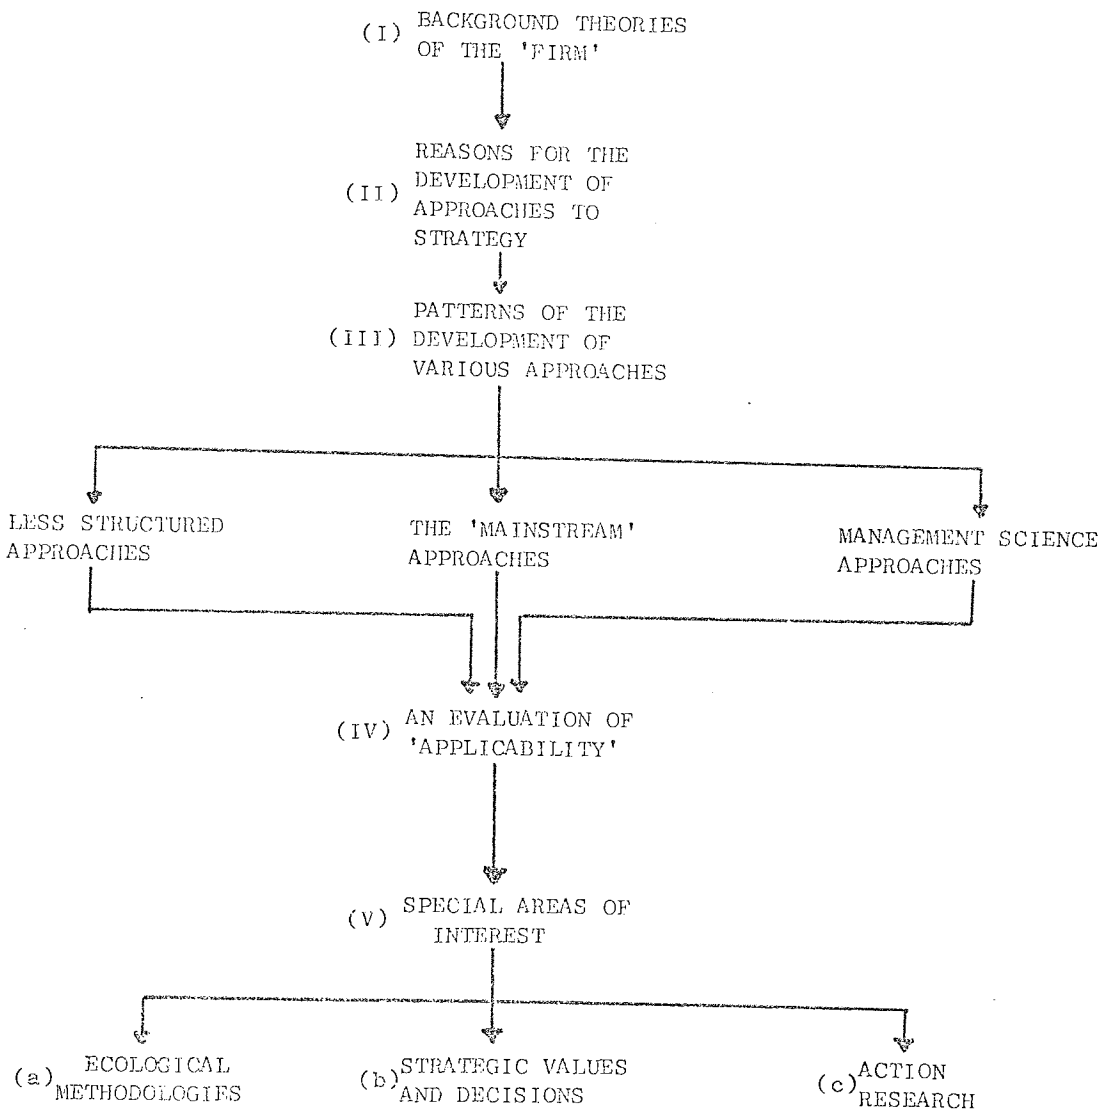 (I) BACKGROUND THEORIES
OF THE 'FIRM'
REASONS FOR THE
(II) DEVELOPMENT OF
APPROACHES TO
STRATEGY
PATTERNS OF THE
(III) DEVELOPMENT OF
VARIOUS APPROACHES
LESS STRUCTURED
APPROACHES
THE 'MAINSTREAM'
APPROACHES
MANAGEMENT SCIENCE
APPROACHES
(IV) AN EVALUATION OF
'APPLICABILITY'
(V) SPECIAL AREAS OF
INTEREST
(a) ECOLOGICAL
METHODOLOGIES
(b) STRATEGIC VALUES
AND DECISIONS
(c) ACTION
RESEARCH